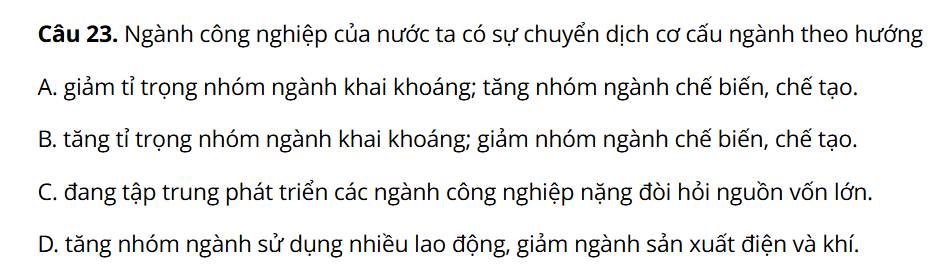 Câu 23. Ngành công nghiệp của nước ta có sự chuyển dịch cơ cấu ngành theo hướng
A. giảm tỉ trọng nhóm ngành khai khoáng; tăng nhóm ngành chế biến, chế tạo.
B. tăng tỉ trọng nhóm ngành khai khoáng; giảm nhóm ngành chế biến, chế tạo.
C. đang tập trung phát triển các ngành công nghiệp nặng đòi hỏi nguồn vốn lớn.
D. tăng nhóm ngành sử dụng nhiều lao động, giảm ngành sản xuất điện và khí.